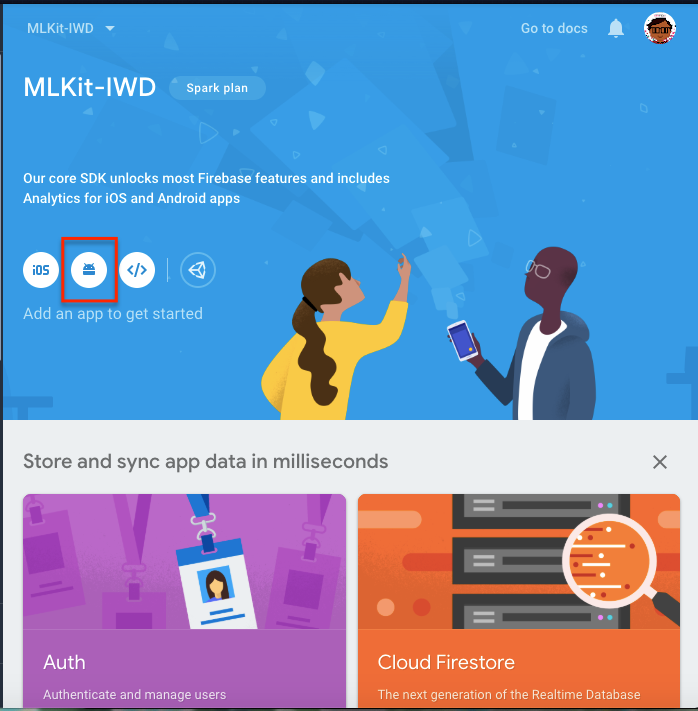 MLKit-IWD
Go to docs
MLKit-IWD
Spark plan
Our core SDK unlocks most Firebase features and includes
Analytics for iOS and Android apps
iOS
</>
Add an app to get started
Store and sync app data in milliseconds
Auth
Authenticate and manage users
Cloud Firestore
The next generation of the Realtime Database